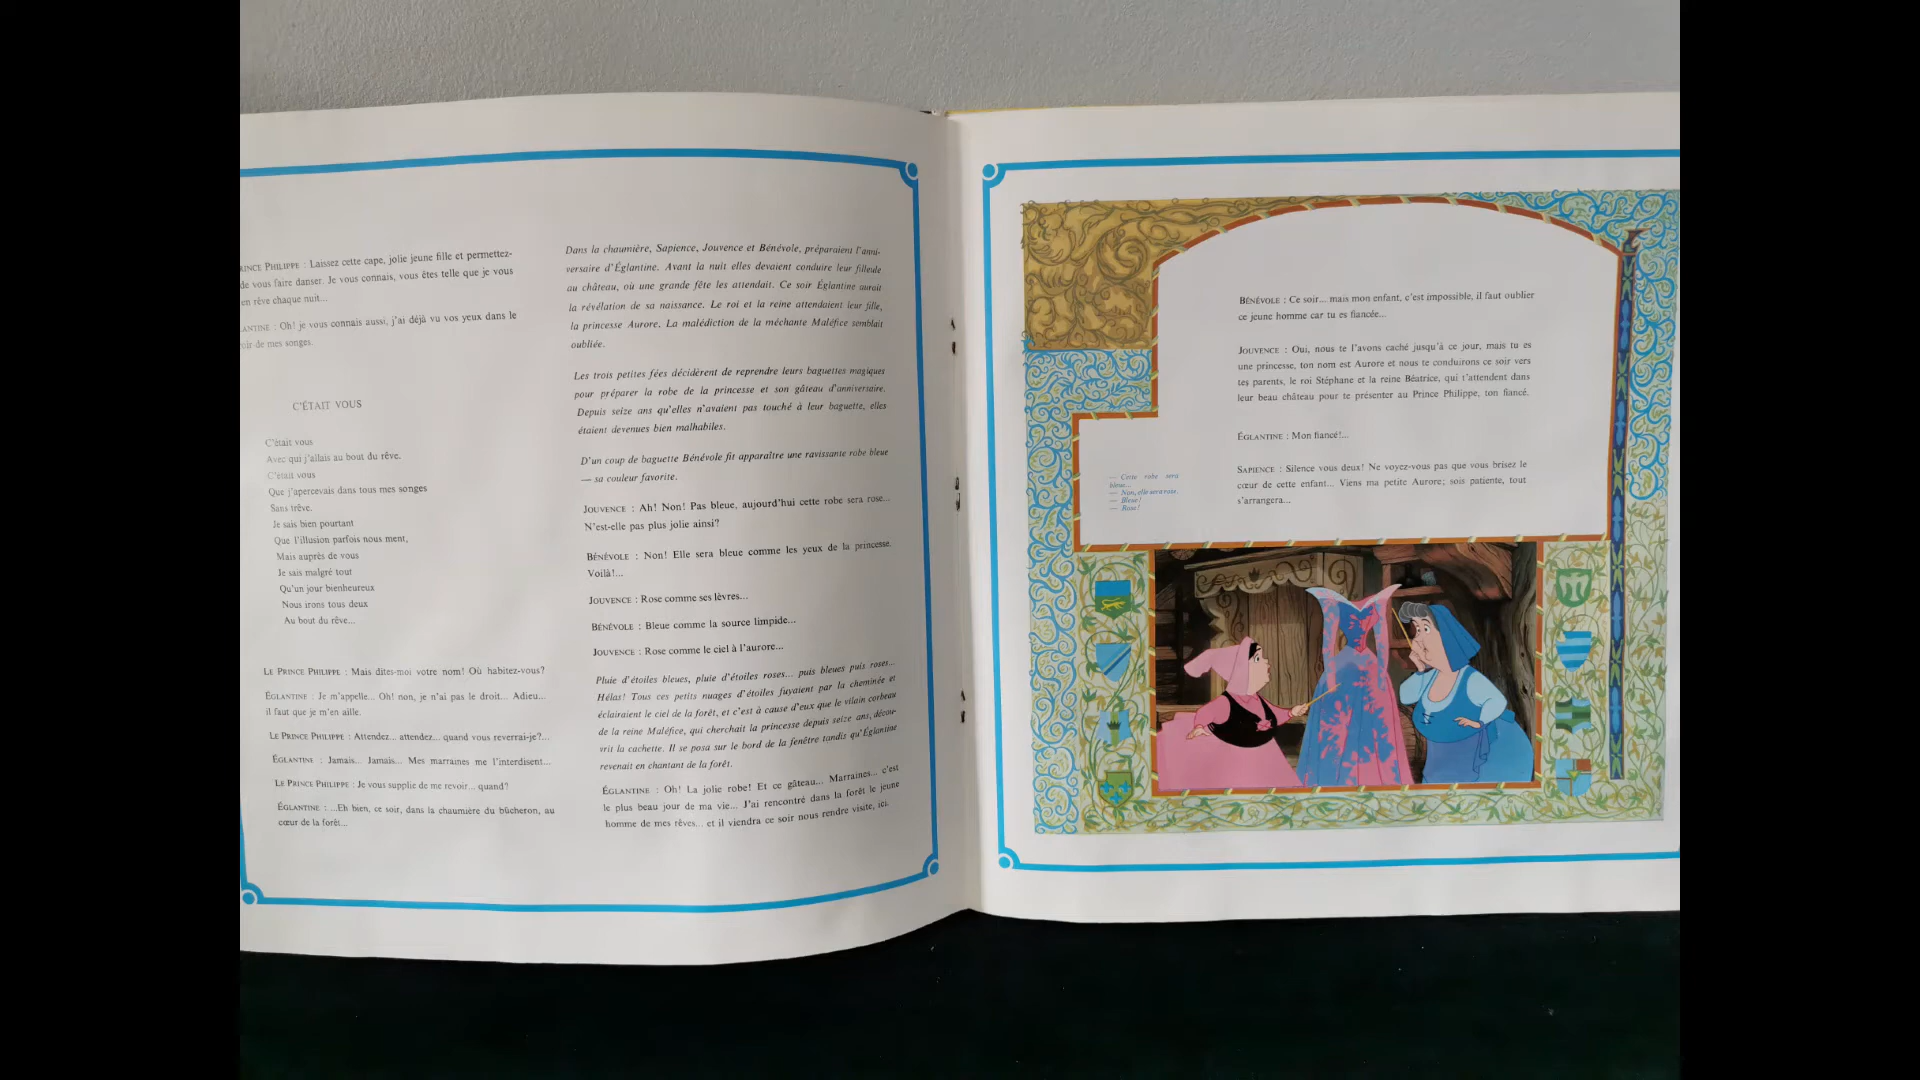 PRINCE PHILIPPE : Laissez cette cape, jolie jeune fille et permettez-
de vous faire danser. Je vous connais, vous êtes telle que je vous
en rêve chaque nuit...
ÉGLANTINE : Oh! je vous connais aussi, j'ai déjà vu vos yeux dans le
de mes songes.
C'ÉTAIT VOUS
C'était vous
Avec qui j'allais au bout du rêve.
C'était vous
Que j'apercevais dans tous mes songes
Sans trêve.
Je sais bien pourtant
Que l'illusion parfois nous ment,
Mais auprès de vous
Je sais malgré tout
Qu'un jour bienheureux
Nous irons tous deux
Au bout du rêve...
LE PRINCE PHILIPPE : Mais dites-moi votre nom! Où habitez-vous?
ÉGLANTINE : Je m'appelle... Oh! non, je n'ai pas le droit... Adieu...
il faut que je m'en aille.
LE PRINCE PHILIPPE : Attendez... attendez... quand vous reverrai-je?...
ÉGLANTINE : Jamais... Jamais... Mes marraines me l'interdisent...
LE PRINCE PHILIPPE : Je vous supplie de me revoir... quand?
ÉGLANTINE : ...Eh bien, ce soir, dans la chaumière du bûcheron, au
cœur de la forêt...
Dans la chaumière, Sapience, Jouvence et Bénévole, préparaient l'anni-
versaire d'Églantine. Avant la nuit elles devaient conduire leur filleule
au château, où une grande fête les attendait. Ce soir Églantine aurait
la révélation de sa naissance. Le roi et la reine attendaient leur fille,
la princesse Aurore. La malédiction de la méchante Maléfice semblait
oubliée.
Les trois petites fées décidèrent de reprendre leurs baguettes magiques
pour préparer la robe de la princesse et son gâteau d'anniversaire.
Depuis seize ans qu'elles n'avaient pas touché à leur baguette, elles
étaient devenues bien malhabiles.
D'un coup de baguette Bénévole fit apparaître une ravissante robe bleue
— sa couleur favorite.
JOUVENCE : Ah! Non! Pas bleue, aujourd'hui cette robe sera rose...
N'est-elle pas plus jolie ainsi?
BÉNÉVOLE : Non! Elle sera bleue comme les yeux de la princesse.
Voilà!...
JOUVENCE : Rose comme ses lèvres...
BÉNÉVOLE : Bleue comme la source limpide...
JOUVENCE : Rose comme le ciel à l'aurore...
Pluie d'étoiles bleues, pluie d'étoiles roses... puis bleues puis roses...
Hélas! Tous ces petits nuages d'étoiles fuyaient par la cheminée et
éclairaient le ciel de la forêt, et c'est à cause d'eux que le vilain corbeau
de la reine Maléfice, qui cherchait la princesse depuis seize ans, décou-
vrit la cachette. Il se posa sur le bord de la fenêtre tandis qu'Églantine
revenait en chantant de la forêt.
ÉGLANTINE : Oh! La jolie robe! Et ce gâteau... Marraines... c'est
le plus beau jour de ma vie... J'ai rencontré dans la forêt le jeune
homme de mes rêves... et il viendra ce soir nous rendre visite, ici.
BÉNÉVOLE : Ce soir... mais mon enfant, c'est impossible, il faut oublier
ce jeune homme car tu es fiancée...
JOUVENCE : Oui, nous te l'avons caché jusqu'à ce jour, mais tu es
une princesse, ton nom est Aurore et nous te conduirons ce soir vers
tes parents, le roi Stéphane et la reine Béatrice, qui t'attendent dans
leur beau château pour te présenter au Prince Philippe, ton fiancé.
ÉGLANTINE : Mon fiancé!...
SAPIENCE : Silence vous deux! Ne voyez-vous pas que vous brisez le
cœur de cette enfant... Viens ma petite Aurore; sois patiente, tout
s'arrangera...
— Cette robe sera
bleue...
— Non, elle sera rose.
— Bleue!
— Rose!